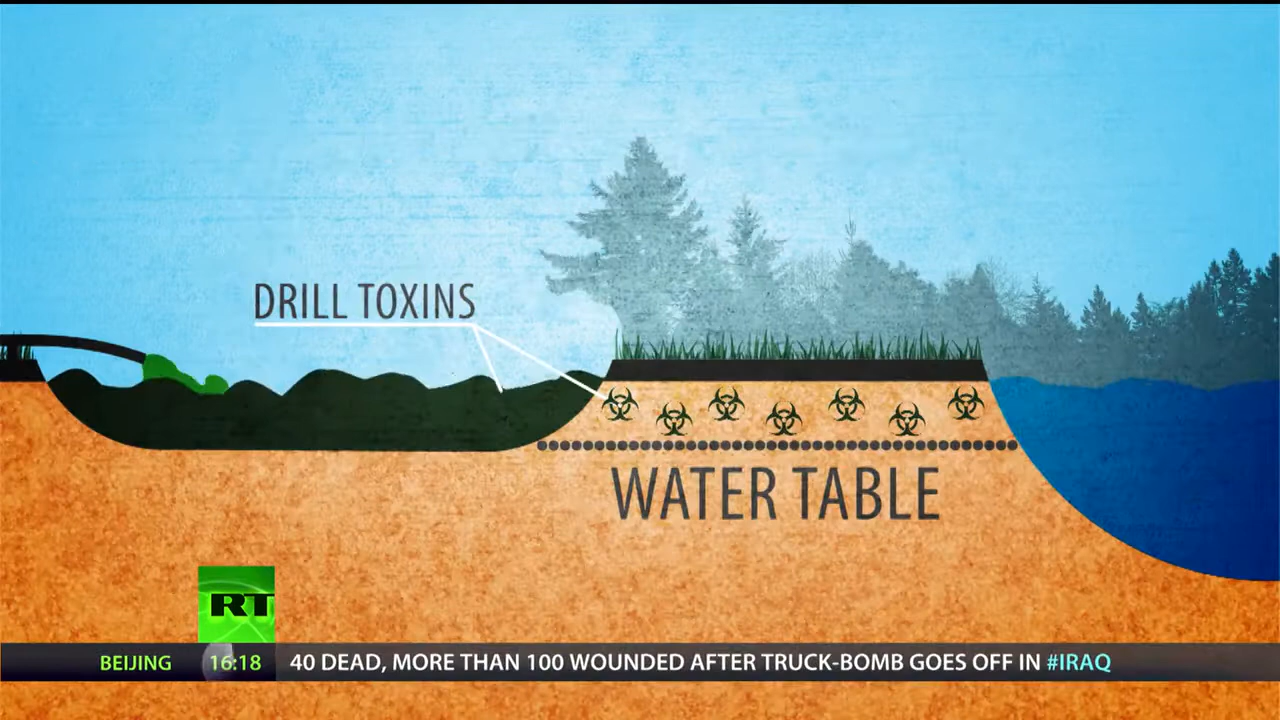 DRILL TOXINS
WATER TABLE
RT
BEIJING 16:18 40 DEAD, MORE THAN 100 WOUNDED AFTER TRUCK-BOMB GOES OFF IN #IRAQ